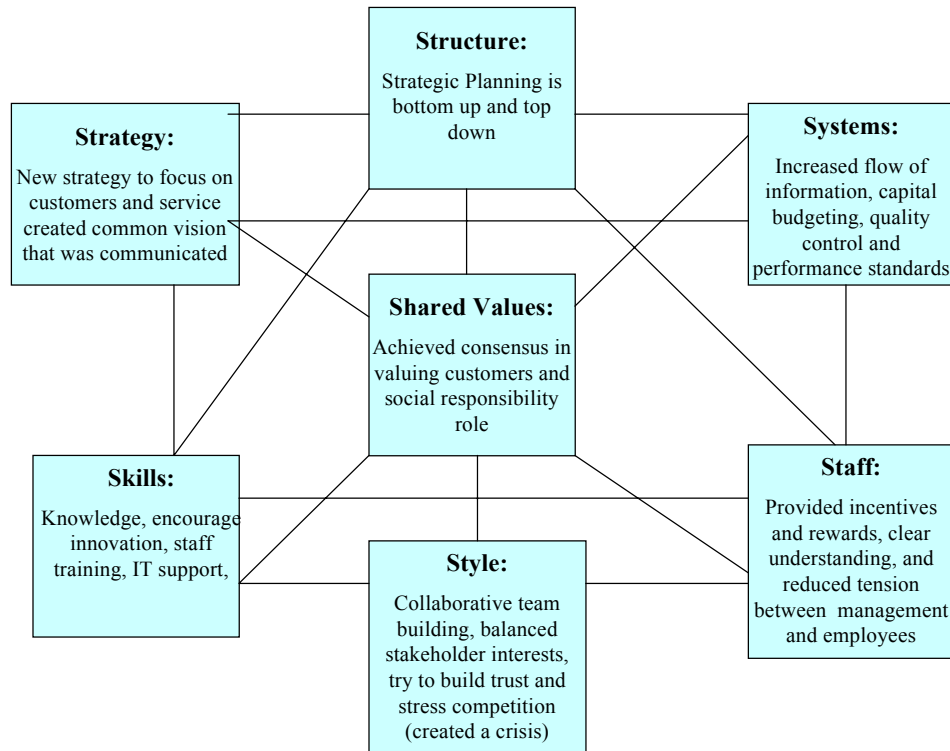 Structure:
Strategic Planning is
bottom up and top
down
Strategy:
New strategy to focus on
customers and service
created common vision
that was communicated
Systems:
Increased flow of
information, capital
budgeting, quality
control and
performance standards
Shared Values:
Achieved consensus in
valuing customers and
social responsibility
role
Skills:
Knowledge, encourage
innovation, staff
training, IT support,
Style:
Collaborative team
building, balanced
stakeholder interests,
try to build trust and
stress competition
(created a crisis)
Staff:
Provided incentives
and rewards, clear
understanding, and
reduced tension
between management
and employees